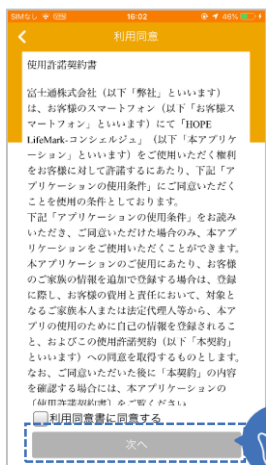 SIMなし 16:02 46%
利用同意
使用許諾契約書
富士通株式会社（以下「弊社」といいます）
は、お客様のスマートフォン（以下「お客様ス
マートフォン」といいます）にて「HOPE
LifeMark-コンシェルジュ」（以下「本アプリケ
ーション」といいます）をご使用いただく権利
をお客様に対して許諾するにあたり、下記「ア
プリケーションの使用条件」にご同意いただく
ことを使用の条件としております。
下記「アプリケーションの使用条件」をお読み
いただき、ご同意いただけた場合のみ、本アプ
リケーションをご使用いただくことができます。
本アプリケーションのご使用にあたり、お客様
のご家族の情報を追加で登録する場合は、登録
に際し、お客様の費用と責任において、対象と
なるご家族本人または法定代理人等から、本ア
プリの使用のために自己の情報を登録されるこ
と、およびこの使用許諾契約（以下「本契約」
といいます）への同意を取得するものとします。
なお、ご同意いただいた後に「本契約」の内容
を確認する場合には、本アプリケーションの
「使用許諾契約書」をご覧ください。
利用同意書に同意する
次へ